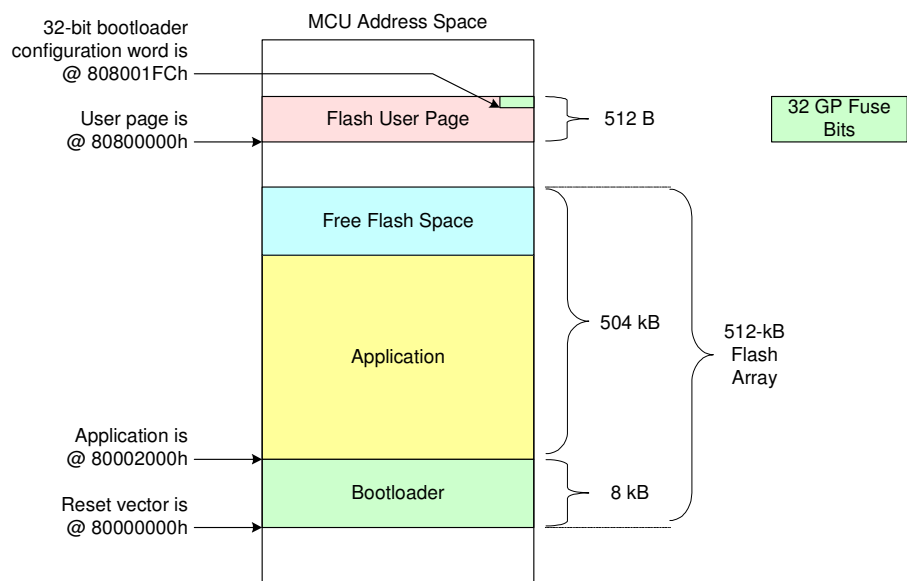 MCU Address Space
32-bit bootloader
configuration word is
@ 808001FCh
User page is
@ 80800000h
Flash User Page
512 B
32 GP Fuse
Bits
Free Flash Space
Application
504 kB
512-kB
Flash
Array
Application is
@ 80002000h
Bootloader
8 kB
Reset vector is
@ 80000000h